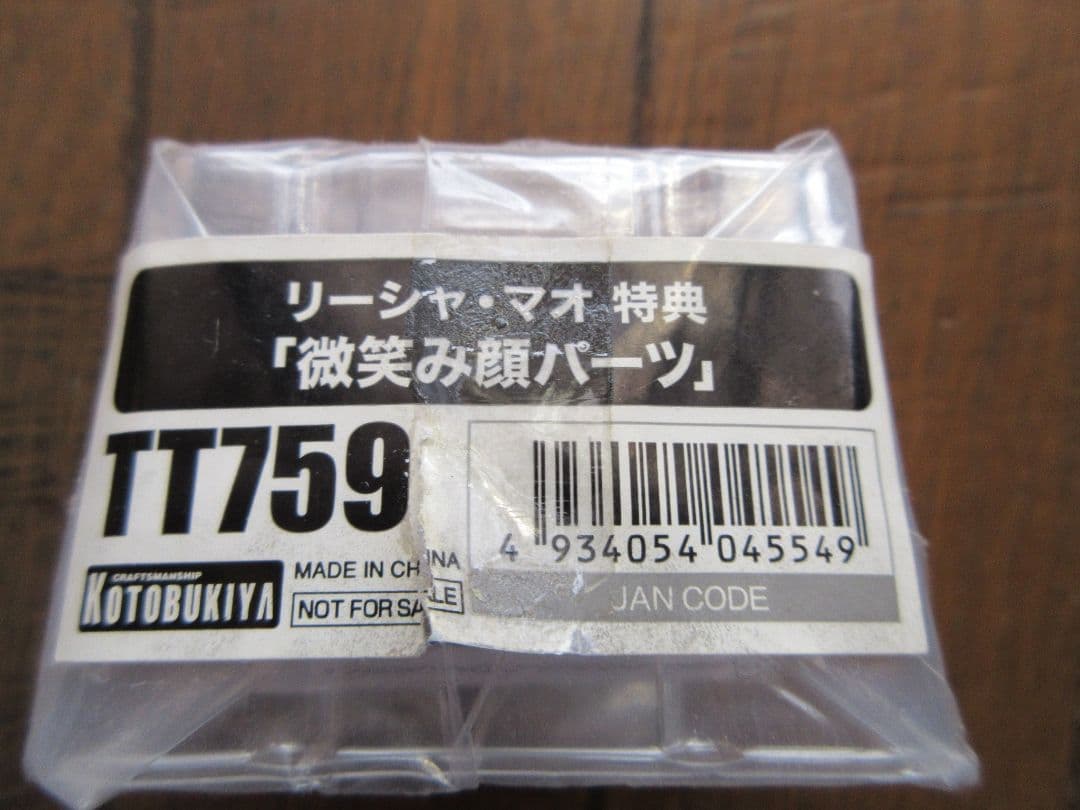 リーシャ・マオ 特典
「微笑み顔パーツ」
TT759
4 934054 045549
CRAFTSMANSHIP
KOTOBUKIYA
MADE IN CHINA
NOT FOR SALE
JAN CODE